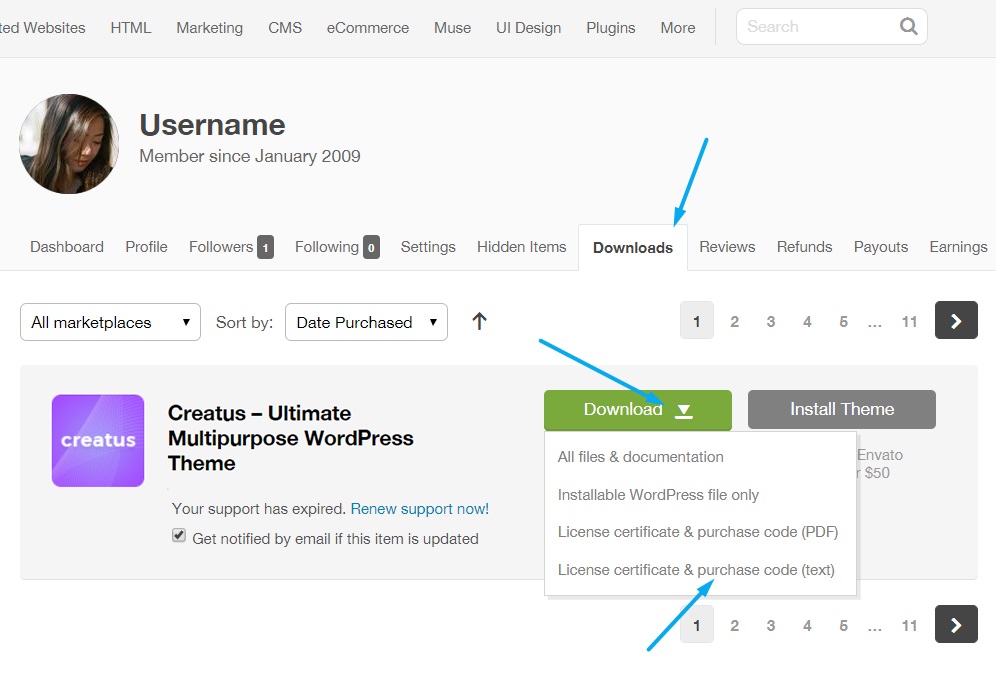 ted Websites HTML Marketing CMS eCommerce Muse UI Design Plugins More Search
Username
Member since January 2009
Dashboard Profile Followers 1 Following 0 Settings Hidden Items Downloads Reviews Refunds Payouts Earnings
All marketplaces Sort by: Date Purchased 1 2 3 4 5 ... 11
creatus
Creatus – Ultimate
Multipurpose WordPress
Theme
Your support has expired. Renew support now!
Get notified by email if this item is updated
Download Install Theme
All files & documentation
Installable WordPress file only
License certificate & purchase code (PDF)
License certificate & purchase code (text)
Envato
r $50
1 2 3 4 5 ... 11